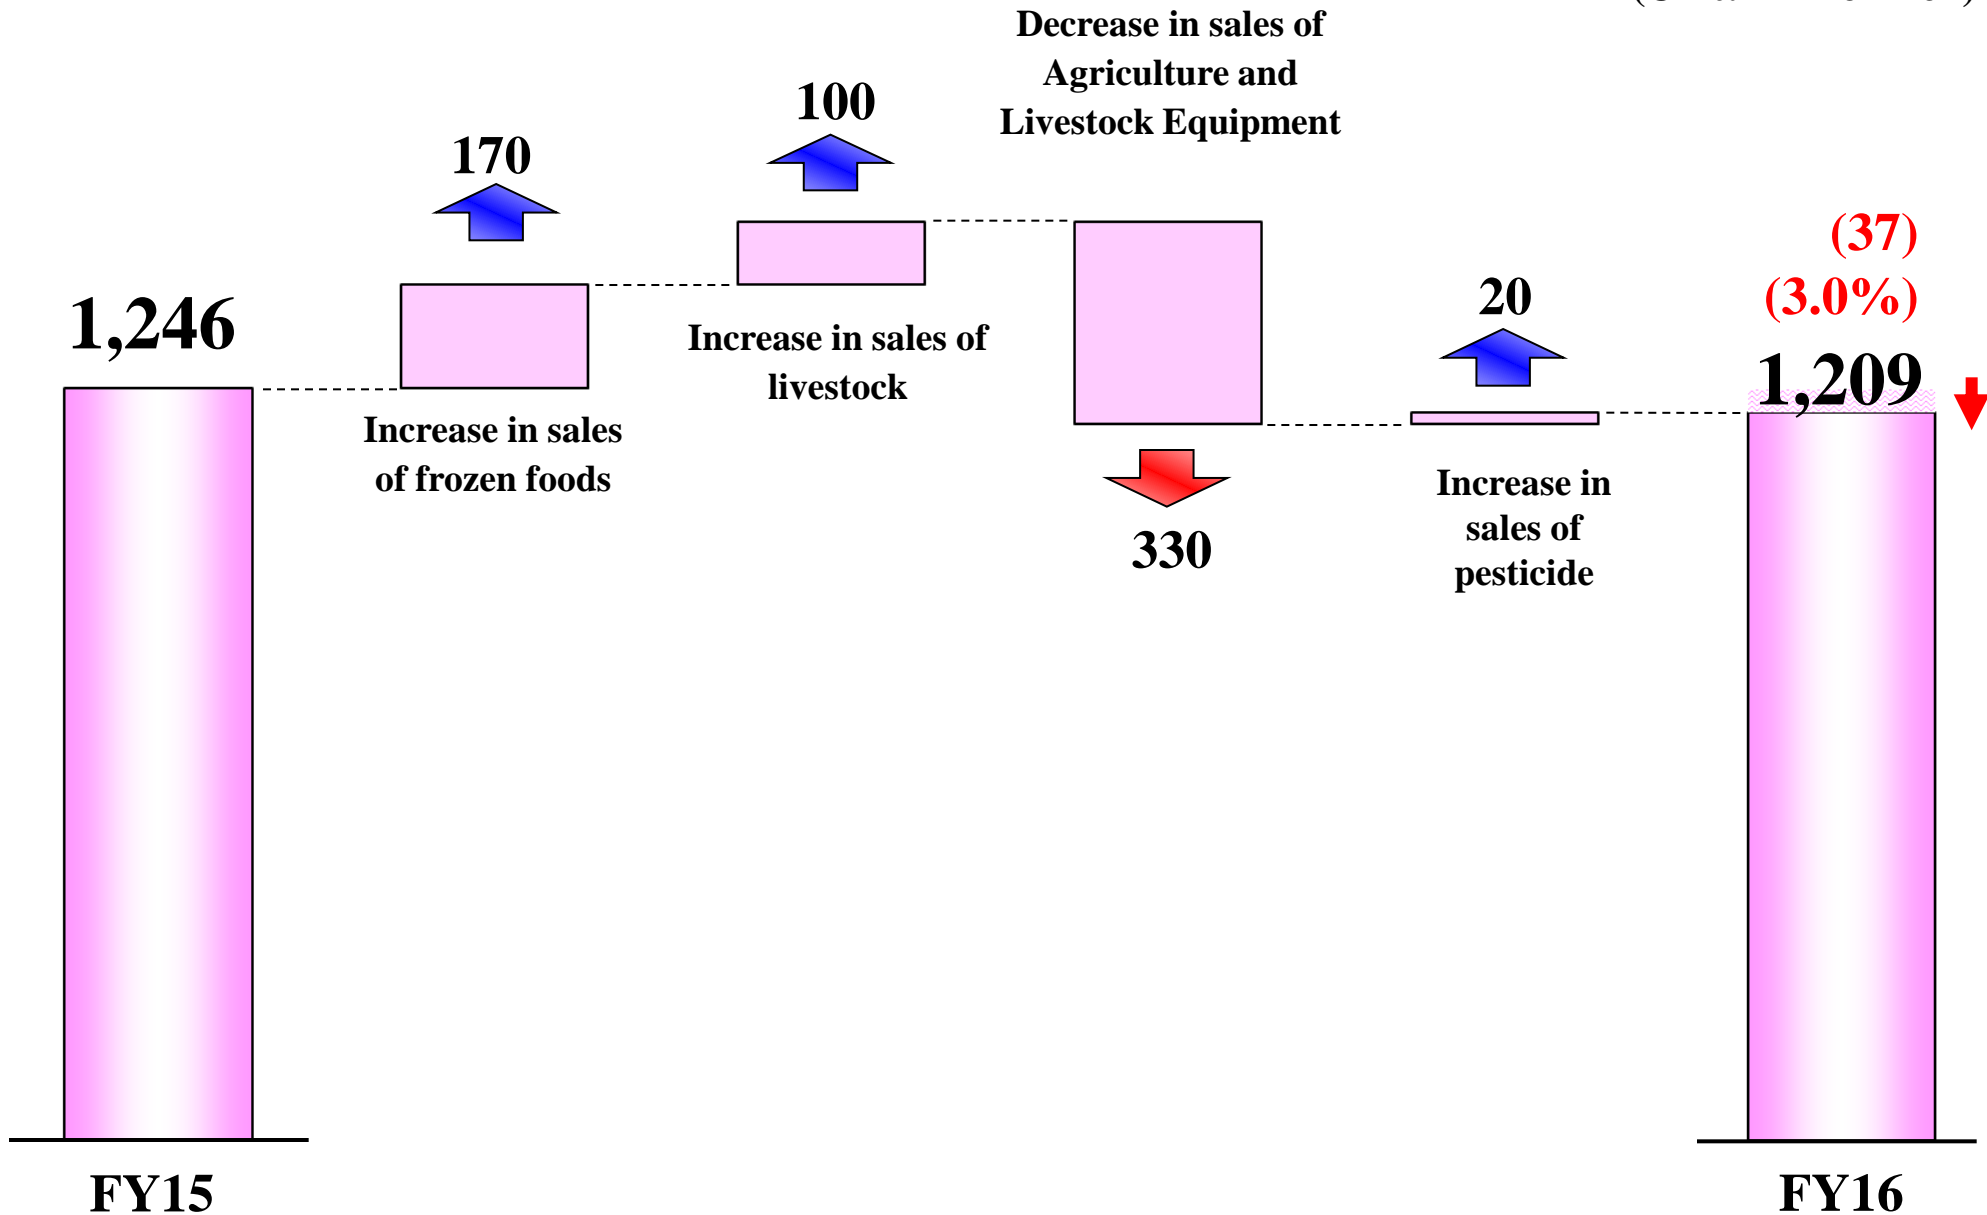 Decrease in sales of
Agriculture and
Livestock Equipment
100
170
(37)
(3.0%)
20
1,246
1,209
Increase in sales of
livestock
Increase in sales
of frozen foods
330
Increase in
sales of
pesticide
FY15
FY16